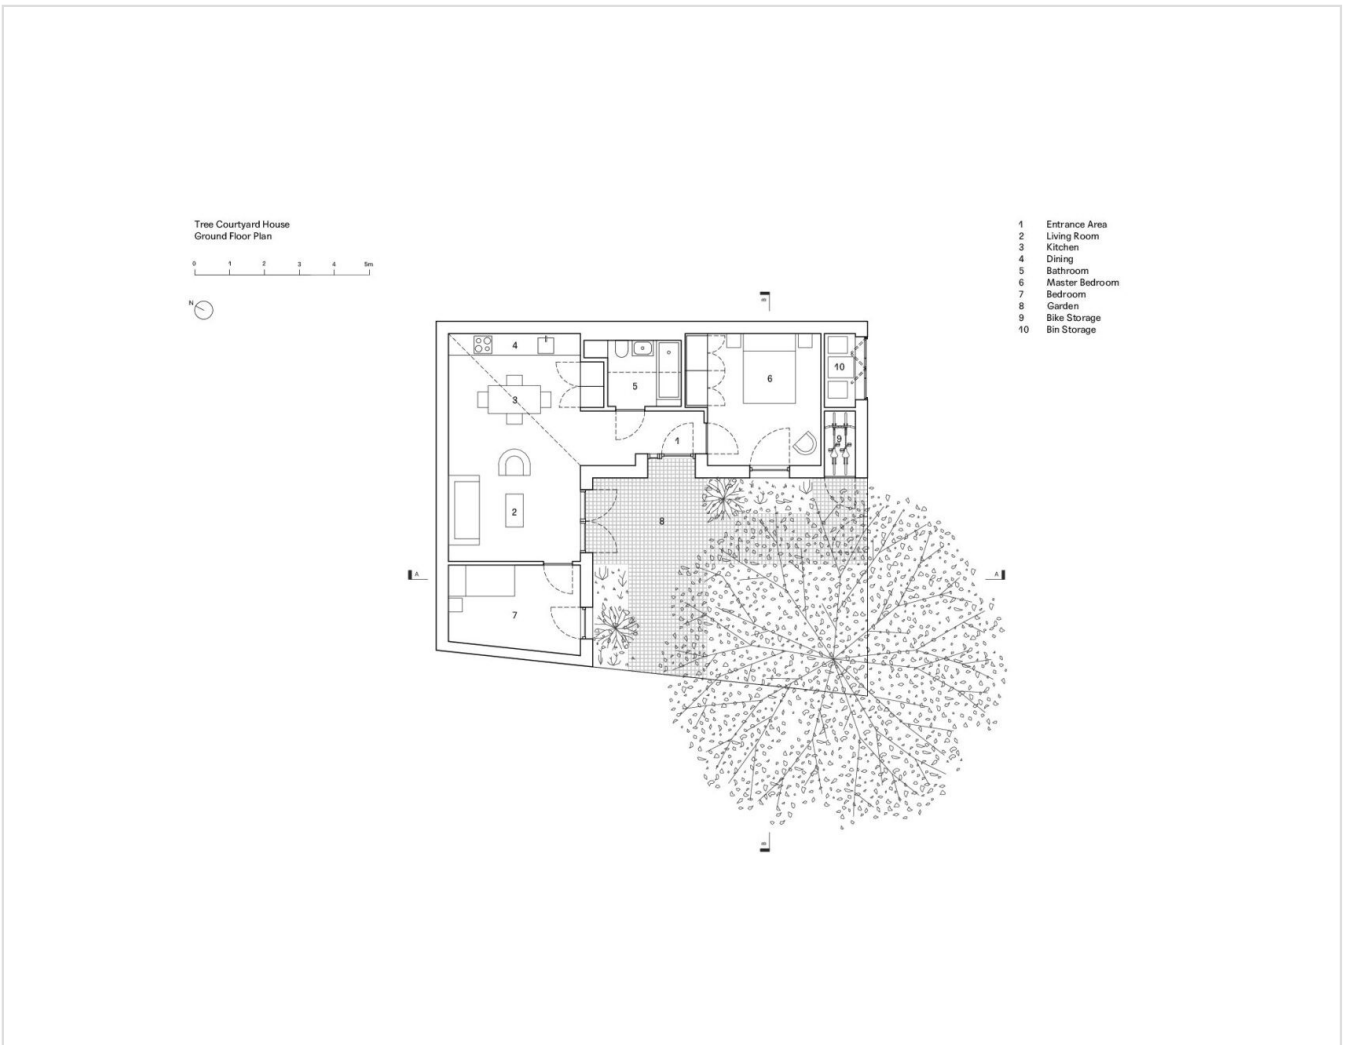 Tree Courtyard House
Ground Floor Plan
0 1 2 3 4 5m
N
1 Entrance Area
2 Living Room
3 Kitchen
4 Dining
5 Bathroom
6 Master Bedroom
7 Bedroom
8 Garden
9 Bike Storage
10 Bin Storage
B
4
10
5
6
3
9
1
2
8
A
A
7
B